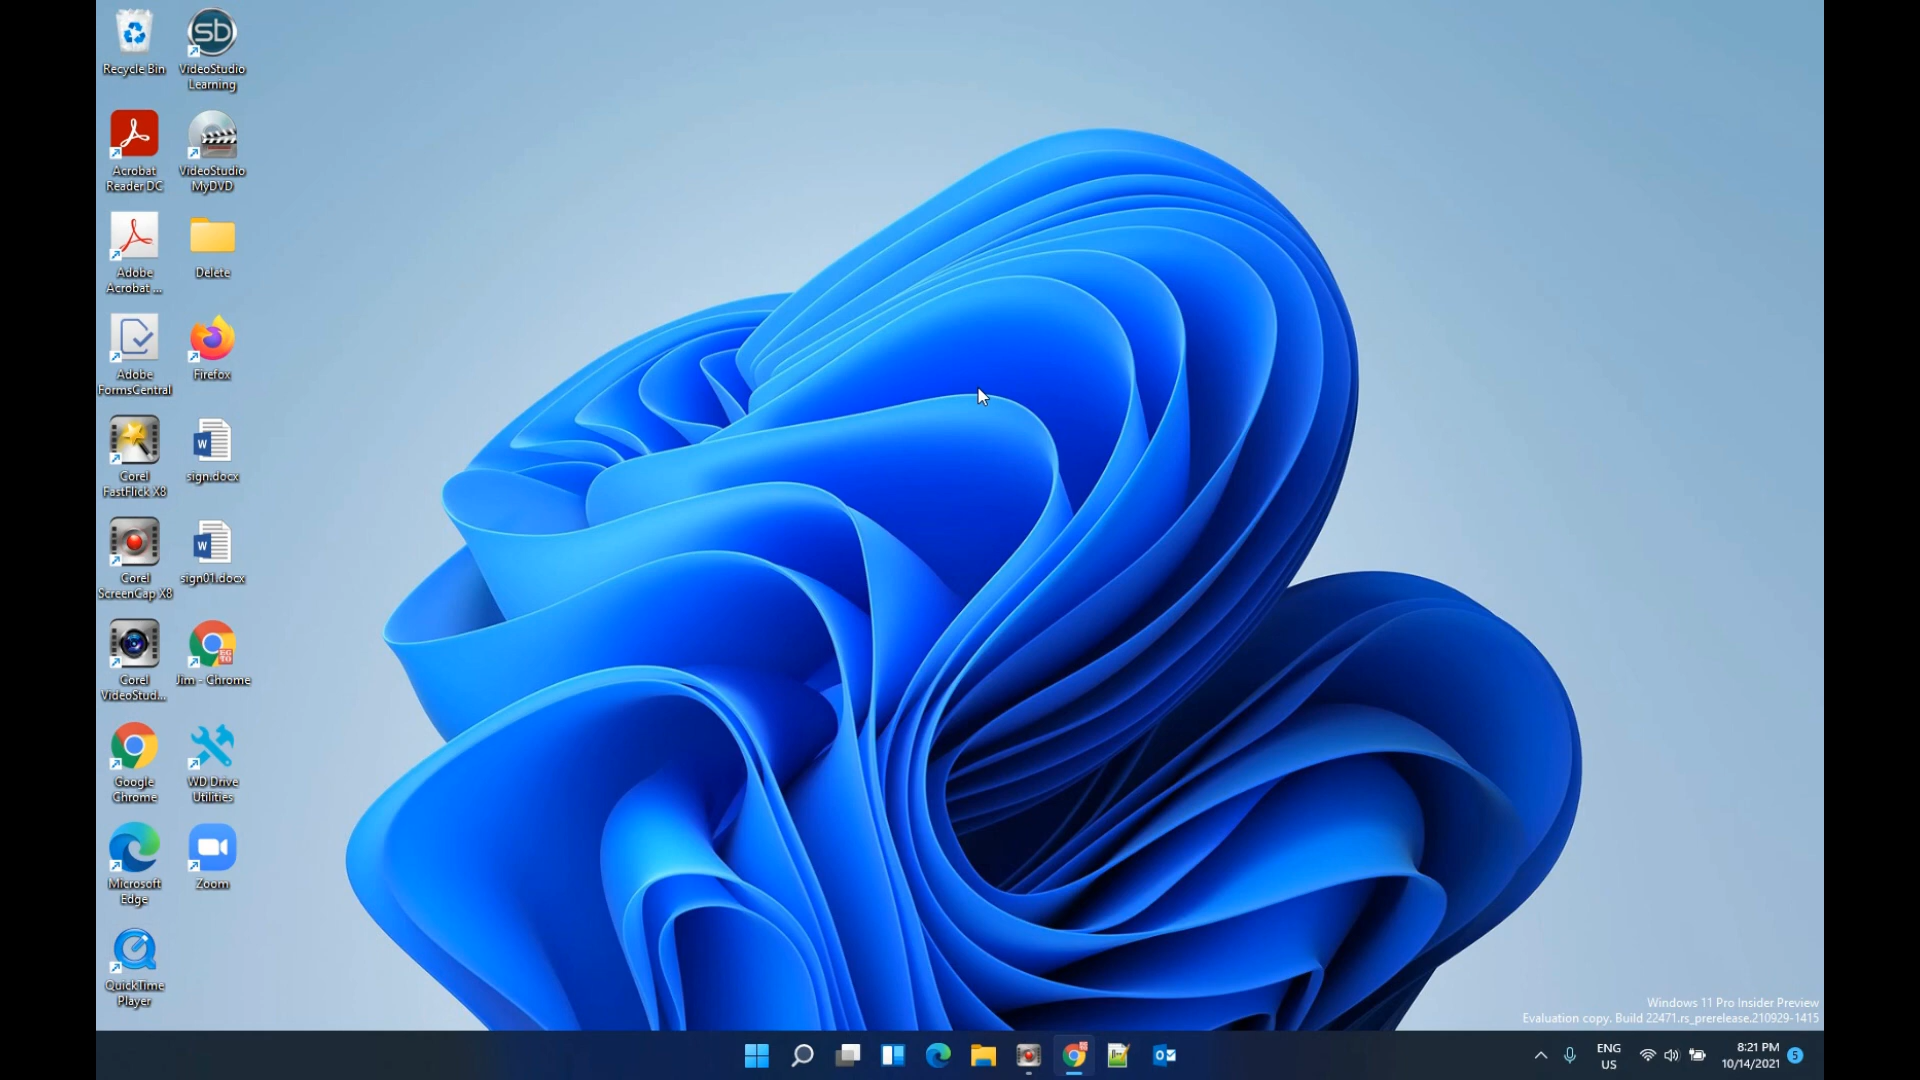 Recycle Bin
VideoStudio
Learning
Acrobat
Reader DC
VideoStudio
MyDVD
Adobe
Acrobat ...
Delete
Adobe
FormsCentral
Firefox
Corel
FastFlick X8
sign.docx
Corel
ScreenCap X8
sign01.docx
Corel
VideoStud...
Jim - Chrome
Google
Chrome
WD Drive
Utilities
Microsoft
Edge
Zoom
QuickTime
Player
Windows 11 Pro Insider Preview
Evaluation copy. Build 22471.rs_prerelease.210929-1415
ENG
US
8:21 PM
10/14/2021
5